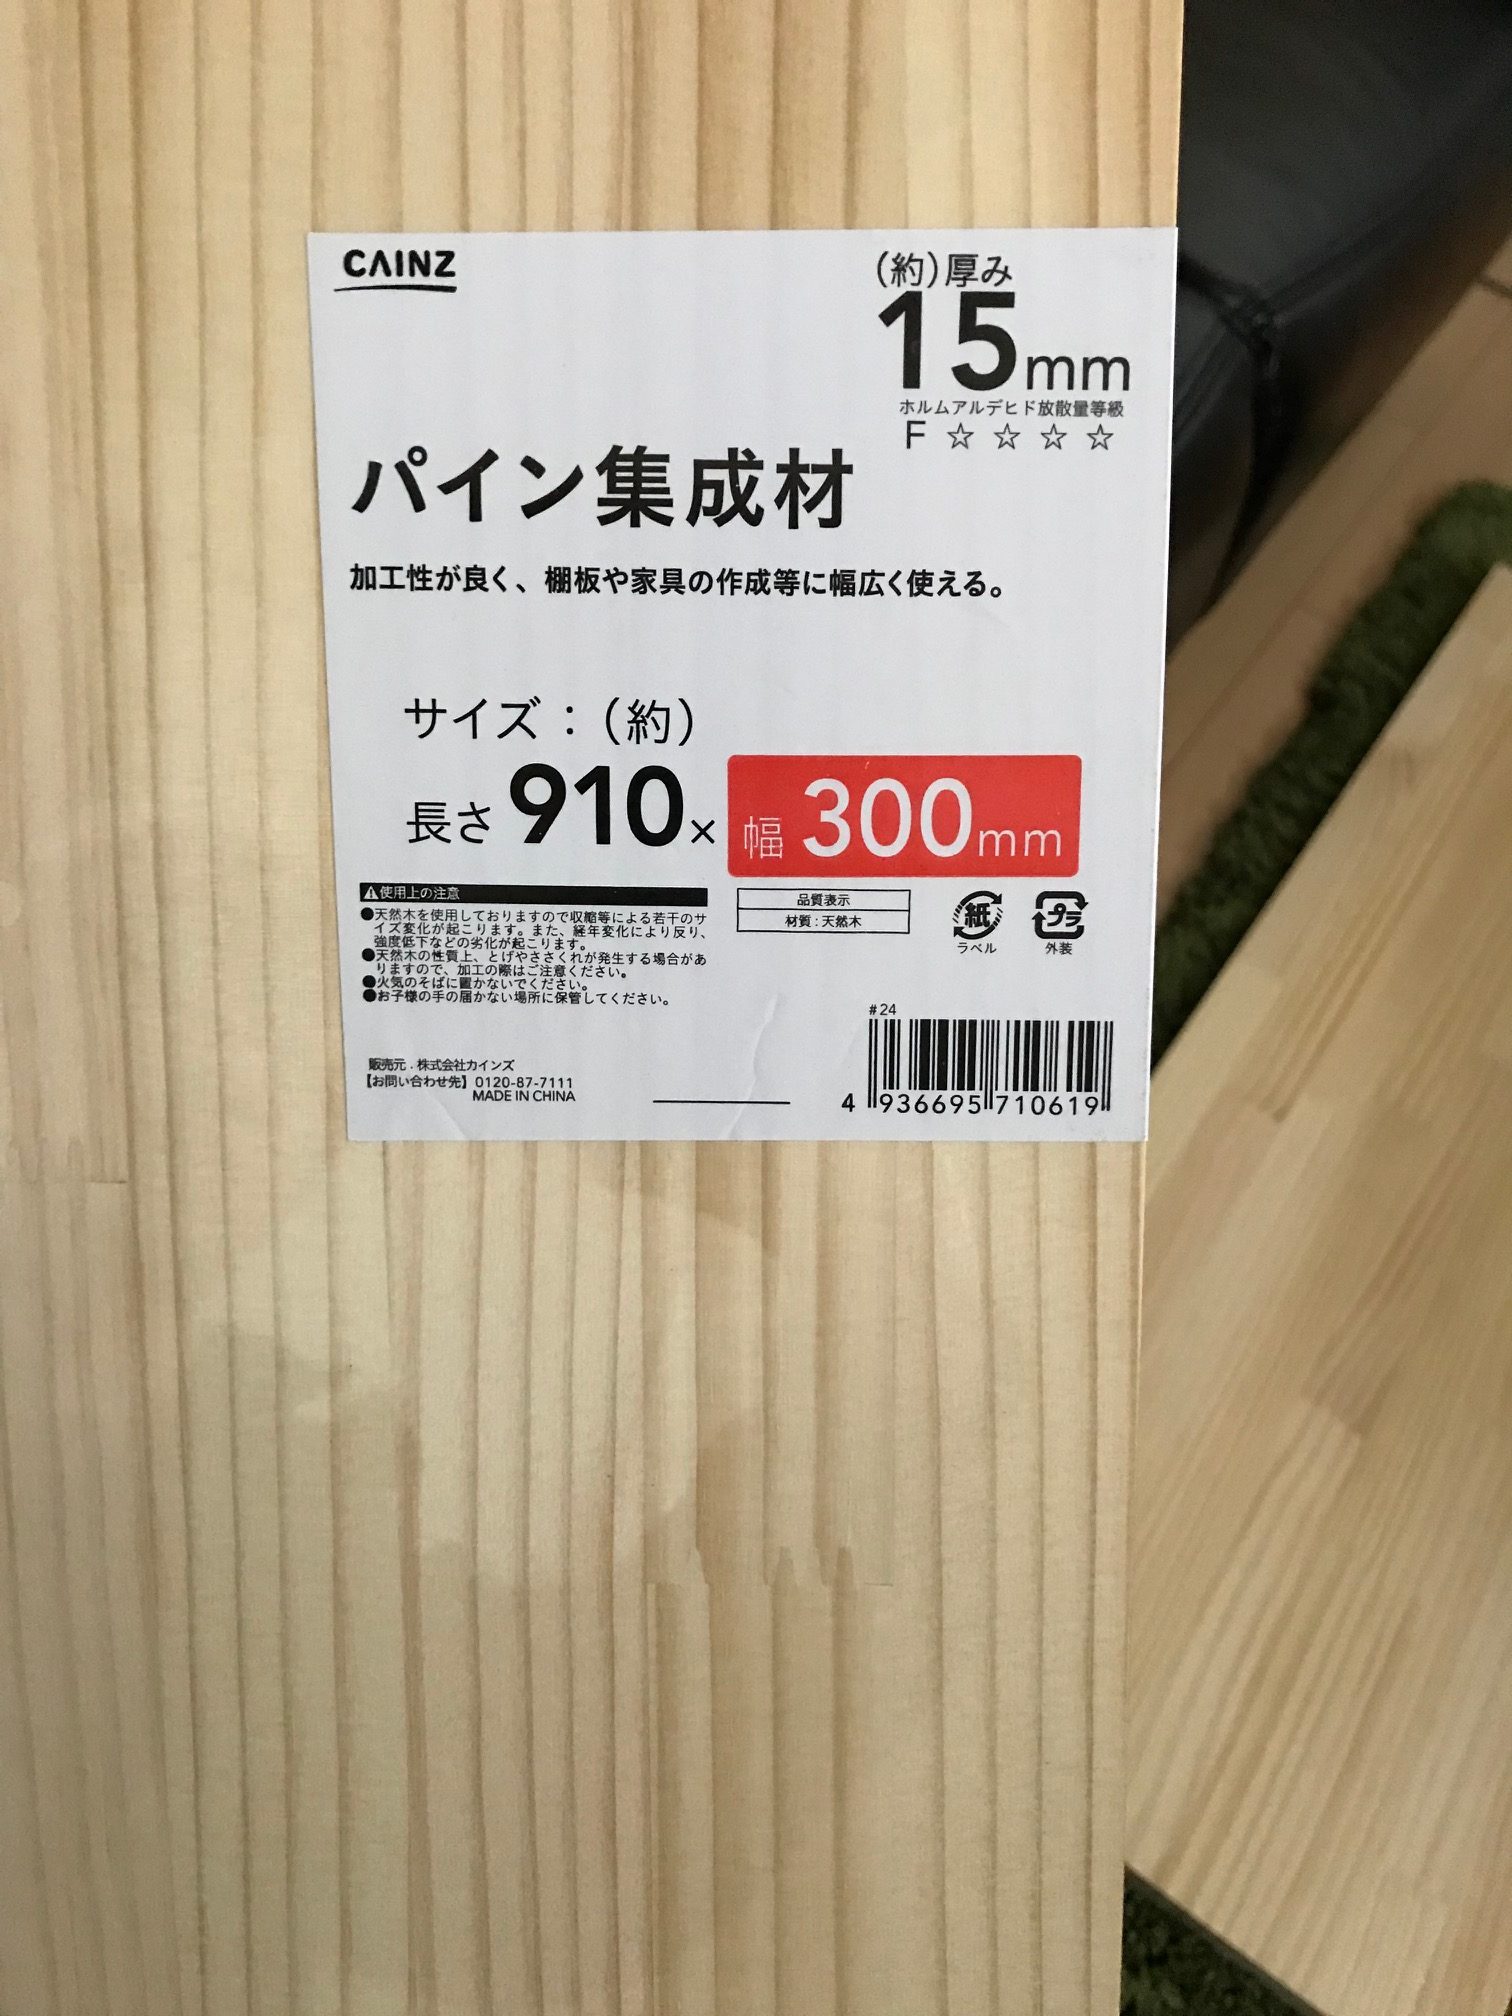 CAINZ
(約)厚み
15mm
ホルムアルデヒド放散量等級
F☆☆☆☆
パイン集成材
加工性が良く、棚板や家具の作成等に幅広く使える。
サイズ:(約)
長さ910×幅300mm
⚠使用上の注意
●天然木を使用しておりますので収縮等による若干のサ
イズ変化が起こります。また、経年変化により反り、
強度低下などの劣化が起こります。
●天然木の性質上、とげやささくれが発生する場合があ
りますので、加工の際はご注意ください。
●火気のそばに置かないでください。
●お子様の手の届かない場所に保管してください。
品質表示
材質:天然木
紙
ラベル
プラ
外装
販売元.株式会社カインズ
【お問い合わせ先】0120-87-7111
MADE IN CHINA
#24
4 936695 710619